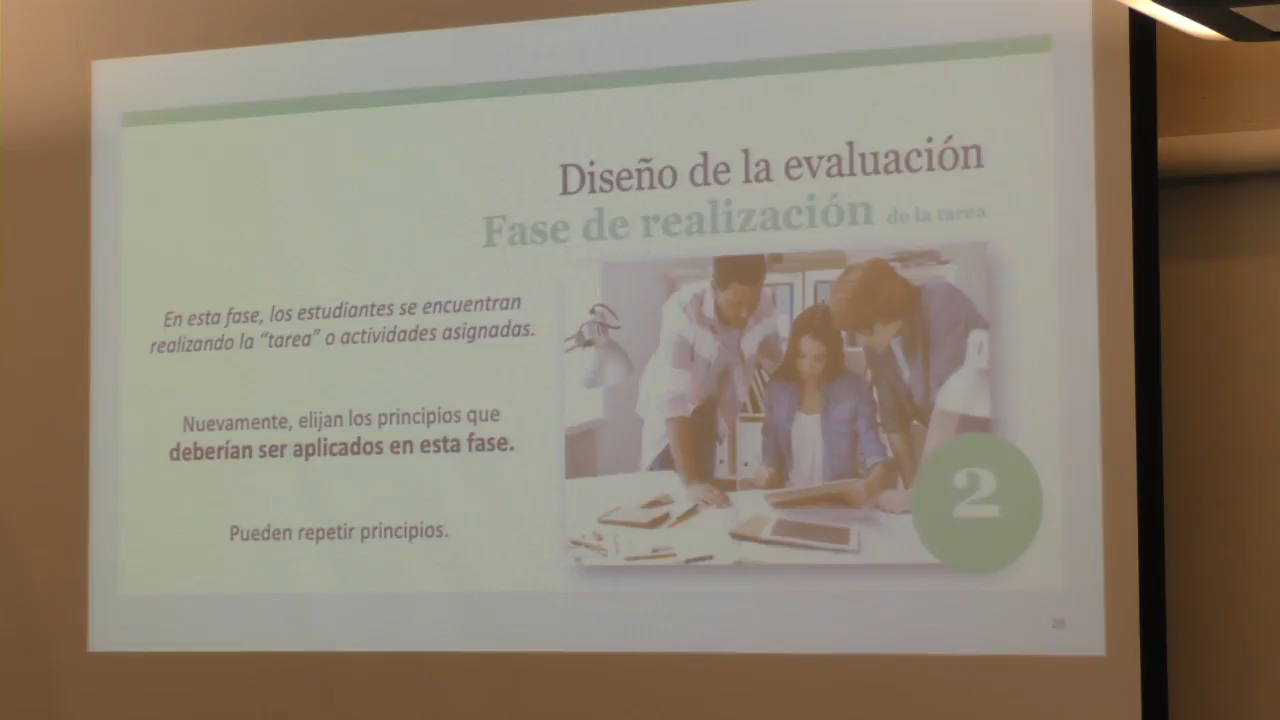 Diseño de la evaluación
Fase de realización de la tarea
En esta fase, los estudiantes se encuentran
realizando la “tarea” o actividades asignadas.
Nuevamente, elijan los principios que
deberían ser aplicados en esta fase.
Pueden repetir principios.
2